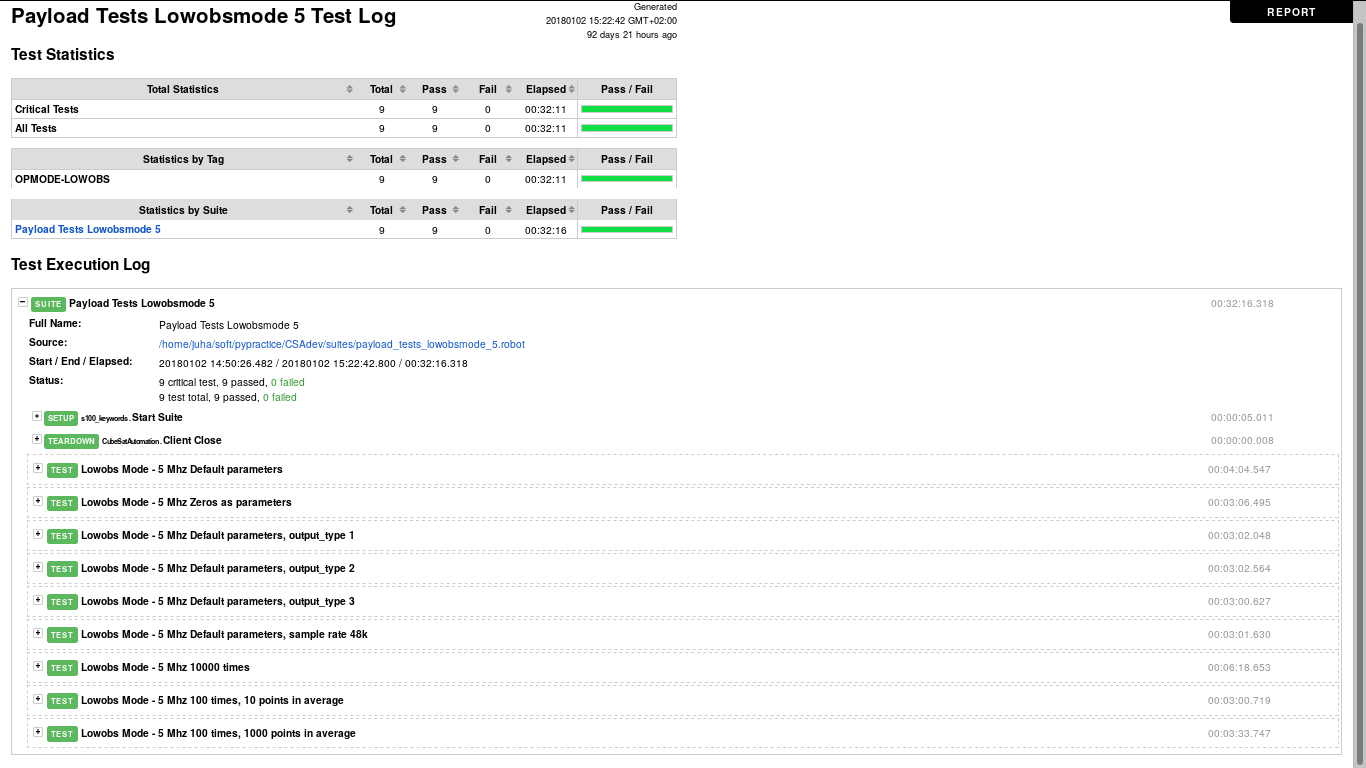 Payload Tests Lowobsmode 5 Test Log
Generated
20180102 15:22:42 GMT+02:00
92 days 21 hours ago
REPORT
Test Statistics
Total Statistics Total Pass Fail Elapsed Pass / Fail
Critical Tests 9 9 0 00:32:11
All Tests 9 9 0 00:32:11
Statistics by Tag Total Pass Fail Elapsed Pass / Fail
OPMODE-LOWOBS 9 9 0 00:32:11
Statistics by Suite Total Pass Fail Elapsed Pass / Fail
Payload Tests Lowobsmode 5 9 9 0 00:32:16
Test Execution Log
SUITE Payload Tests Lowobsmode 5 00:32:16.318
Full Name: Payload Tests Lowobsmode 5
Source: /home/juha/soft/pypractice/CSAdev/suites/payload_tests_lowobsmode_5.robot
Start / End / Elapsed: 20180102 14:50:26.482 / 20180102 15:22:42.800 / 00:32:16.318
Status: 9 critical test, 9 passed, 0 failed
9 test total, 9 passed, 0 failed
SETUP s100_keywords.Start Suite 00:00:05.011
TEARDOWN CubeSatAutomation.Client Close 00:00:00.008
TEST Lowobs Mode - 5 Mhz Default parameters 00:04:04.547
TEST Lowobs Mode - 5 Mhz Zeros as parameters 00:03:06.495
TEST Lowobs Mode - 5 Mhz Default parameters, output_type 1 00:03:02.048
TEST Lowobs Mode - 5 Mhz Default parameters, output_type 2 00:03:02.564
TEST Lowobs Mode - 5 Mhz Default parameters, output_type 3 00:03:00.627
TEST Lowobs Mode - 5 Mhz Default parameters, sample rate 48k 00:03:01.630
TEST Lowobs Mode - 5 Mhz 10000 times 00:06:18.653
TEST Lowobs Mode - 5 Mhz 100 times, 10 points in average 00:03:00.719
TEST Lowobs Mode - 5 Mhz 100 times, 1000 points in average 00:03:33.747